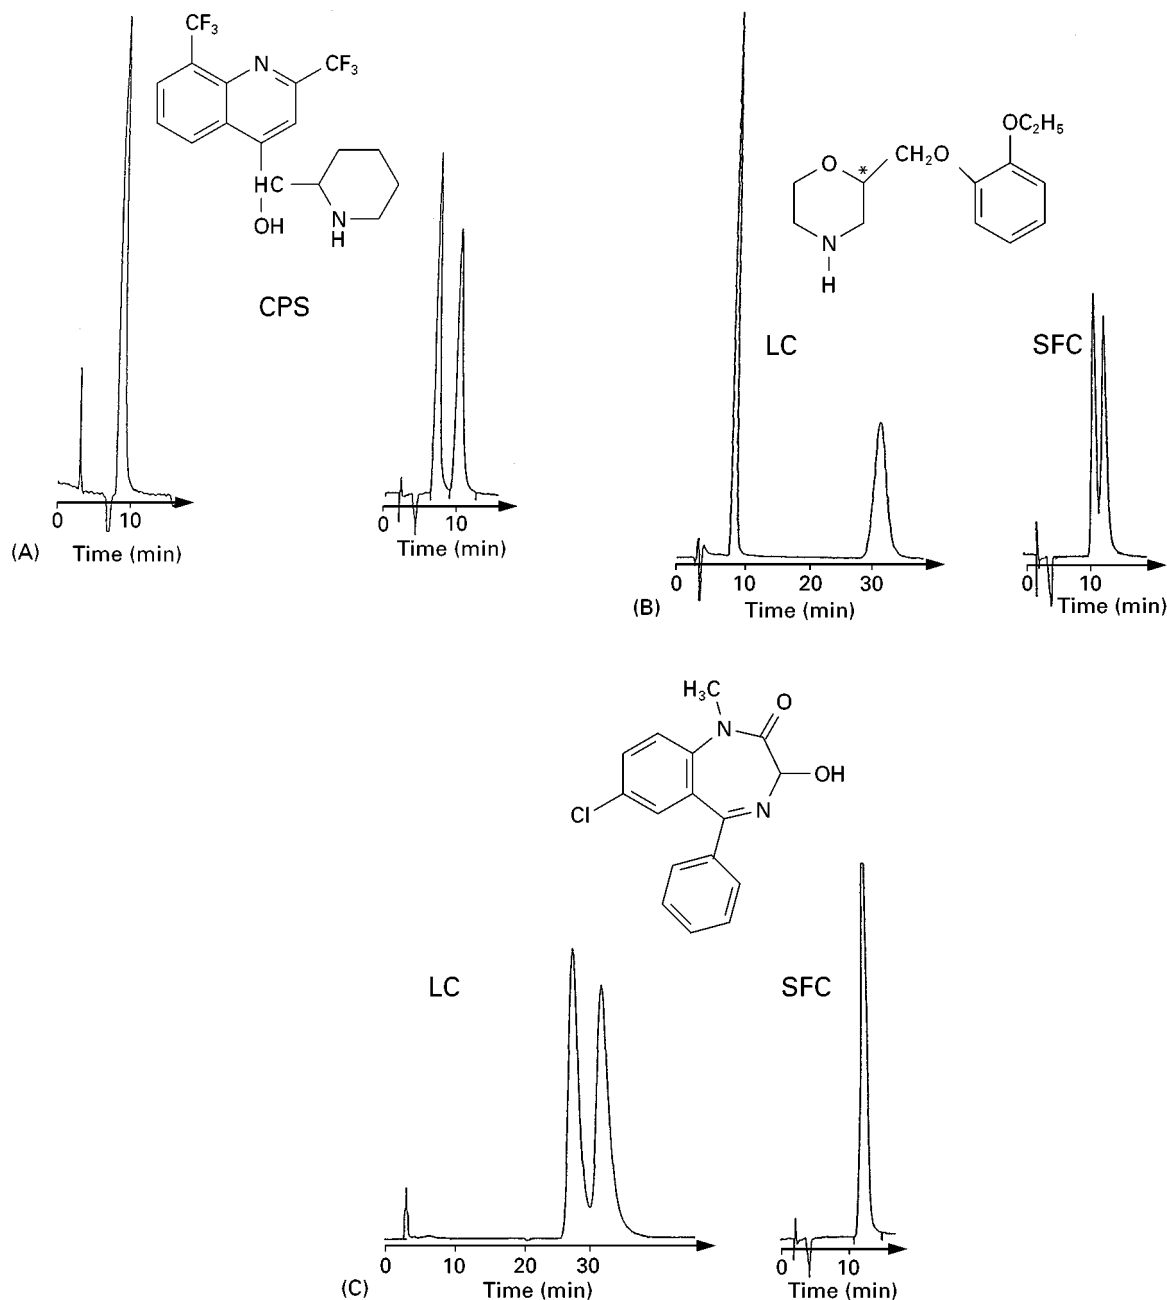 CF₃
N
CF₃
HC
OH
N
H
CPS
0 10
Time (min)
0 10
Time (min)
(A)
OC₂H₅
CH₂O
O
*
N
H
LC
SFC
0 10 20 30
Time (min)
0 10
Time (min)
(B)
H₃C
O
N
OH
N
Cl
LC
SFC
0 10 20 30
Time (min)
0 10
Time (min)
(C)